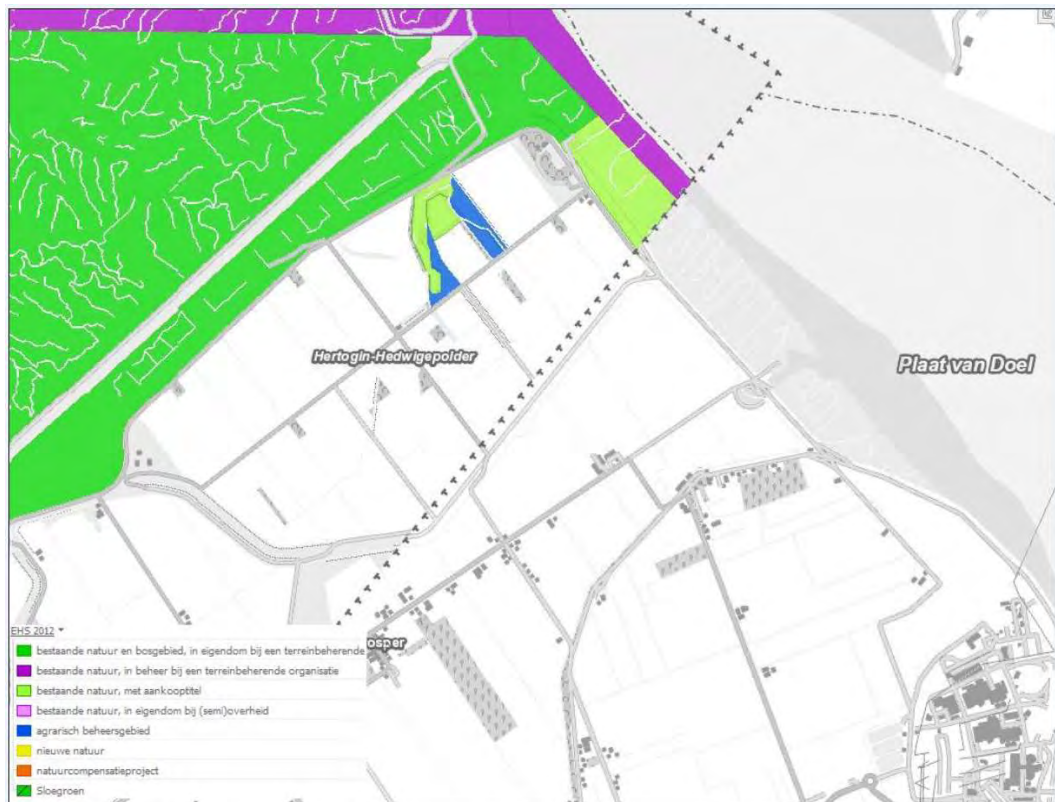 Hertogin-Hedwigepolder
Plaat van Doel
osper
EHS 2012
bestaande natuur en bosgebied, in eigendom bij een terreinbeherende
bestaande natuur, in beheer bij een terreinbeherende organisatie
bestaande natuur, met aankooptitel
bestaande natuur, in eigendom bij (semi)overheid
agrarisch beheersgebied
nieuwe natuur
natuurcompensatieproject
Sloegroen